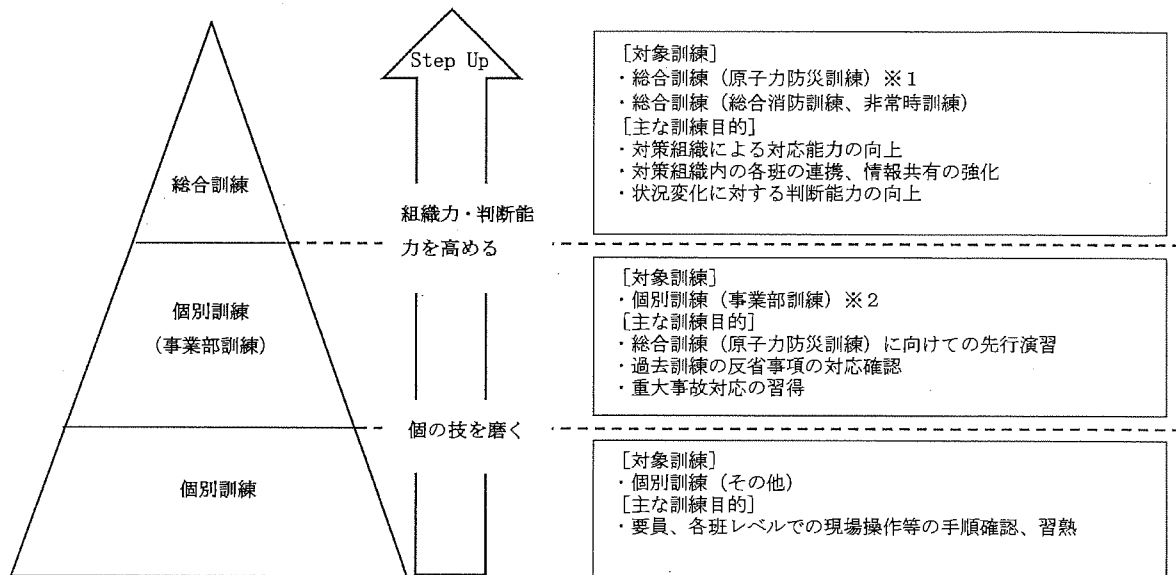 Step Up
総合訓練
組織力・判断能
力を高める
個別訓練
(事業部訓練)
個の技を磨く
個別訓練
[対象訓練]
・総合訓練（原子力防災訓練）※１
・総合訓練（総合消防訓練、非常時訓練）
[主な訓練目的]
・対策組織による対応能力の向上
・対策組織内の各班の連携、情報共有の強化
・状況変化に対する判断能力の向上
[対象訓練]
・個別訓練（事業部訓練）※２
[主な訓練目的]
・総合訓練（原子力防災訓練）に向けての先行演習
・過去訓練の反省事項の対応確認
・重大事故対応の習得
[対象訓練]
・個別訓練（その他）
[主な訓練目的]
・要員、各班レベルでの現場操作等の手順確認、習熟